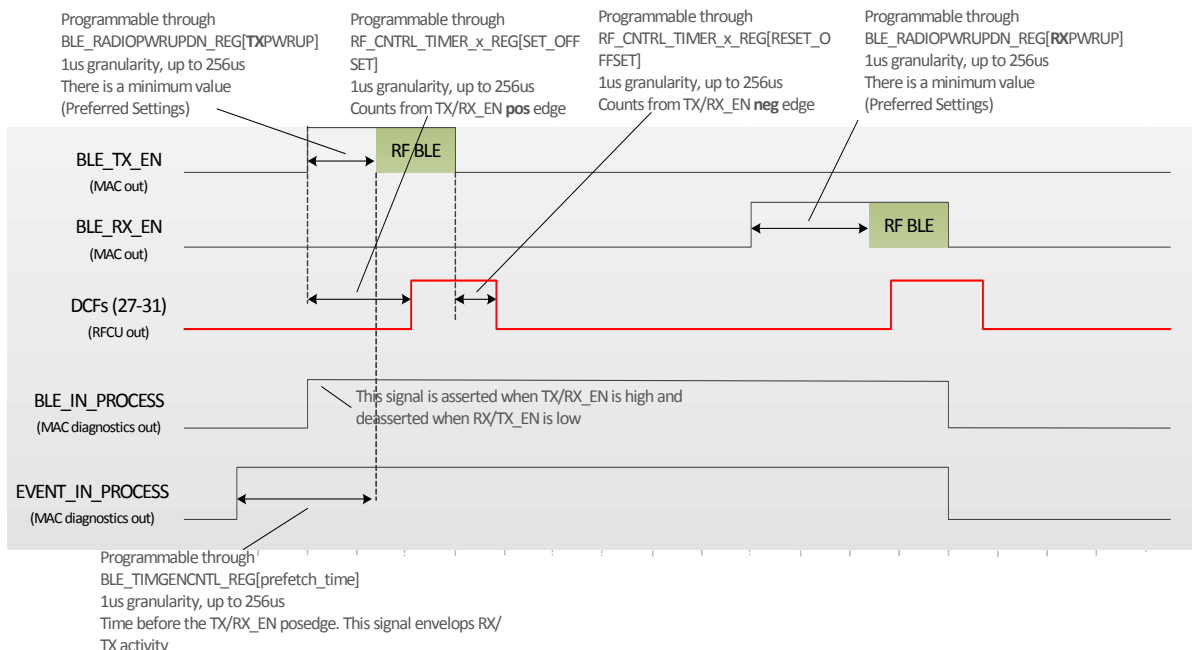 Programmable through
BLE_RADIOPWRUPDN_REG[TXPWRUP]
1us granularity, up to 256us
There is a minimum value
(Preferred Settings)
Programmable through
RF_CNTRL_TIMER_x_REG[SET_OFF
SET]
1us granularity, up to 256us
Counts from TX/RX_EN pos edge
Programmable through
RF_CNTRL_TIMER_x_REG[RESET_O
FFSET]
1us granularity, up to 256us
Counts from TX/RX_EN neg edge
Programmable through
BLE_RADIOPWRUPDN_REG[RXPWRUP]
1us granularity, up to 256us
There is a minimum value
(Preferred Settings)
BLE_TX_EN
(MAC out)
RF BLE
BLE_RX_EN
(MAC out)
RF BLE
DCFs (27-31)
(RFCU out)
BLE_IN_PROCESS
(MAC diagnostics out)
This signal is asserted when TX/RX_EN is high and
deasserted when RX/TX_EN is low
EVENT_IN_PROCESS
(MAC diagnostics out)
Programmable through
BLE_TIMGENCNTL_REG[prefetch_time]
1us granularity, up to 256us
Time before the TX/RX_EN posedge. This signal envelops RX/
TX activity